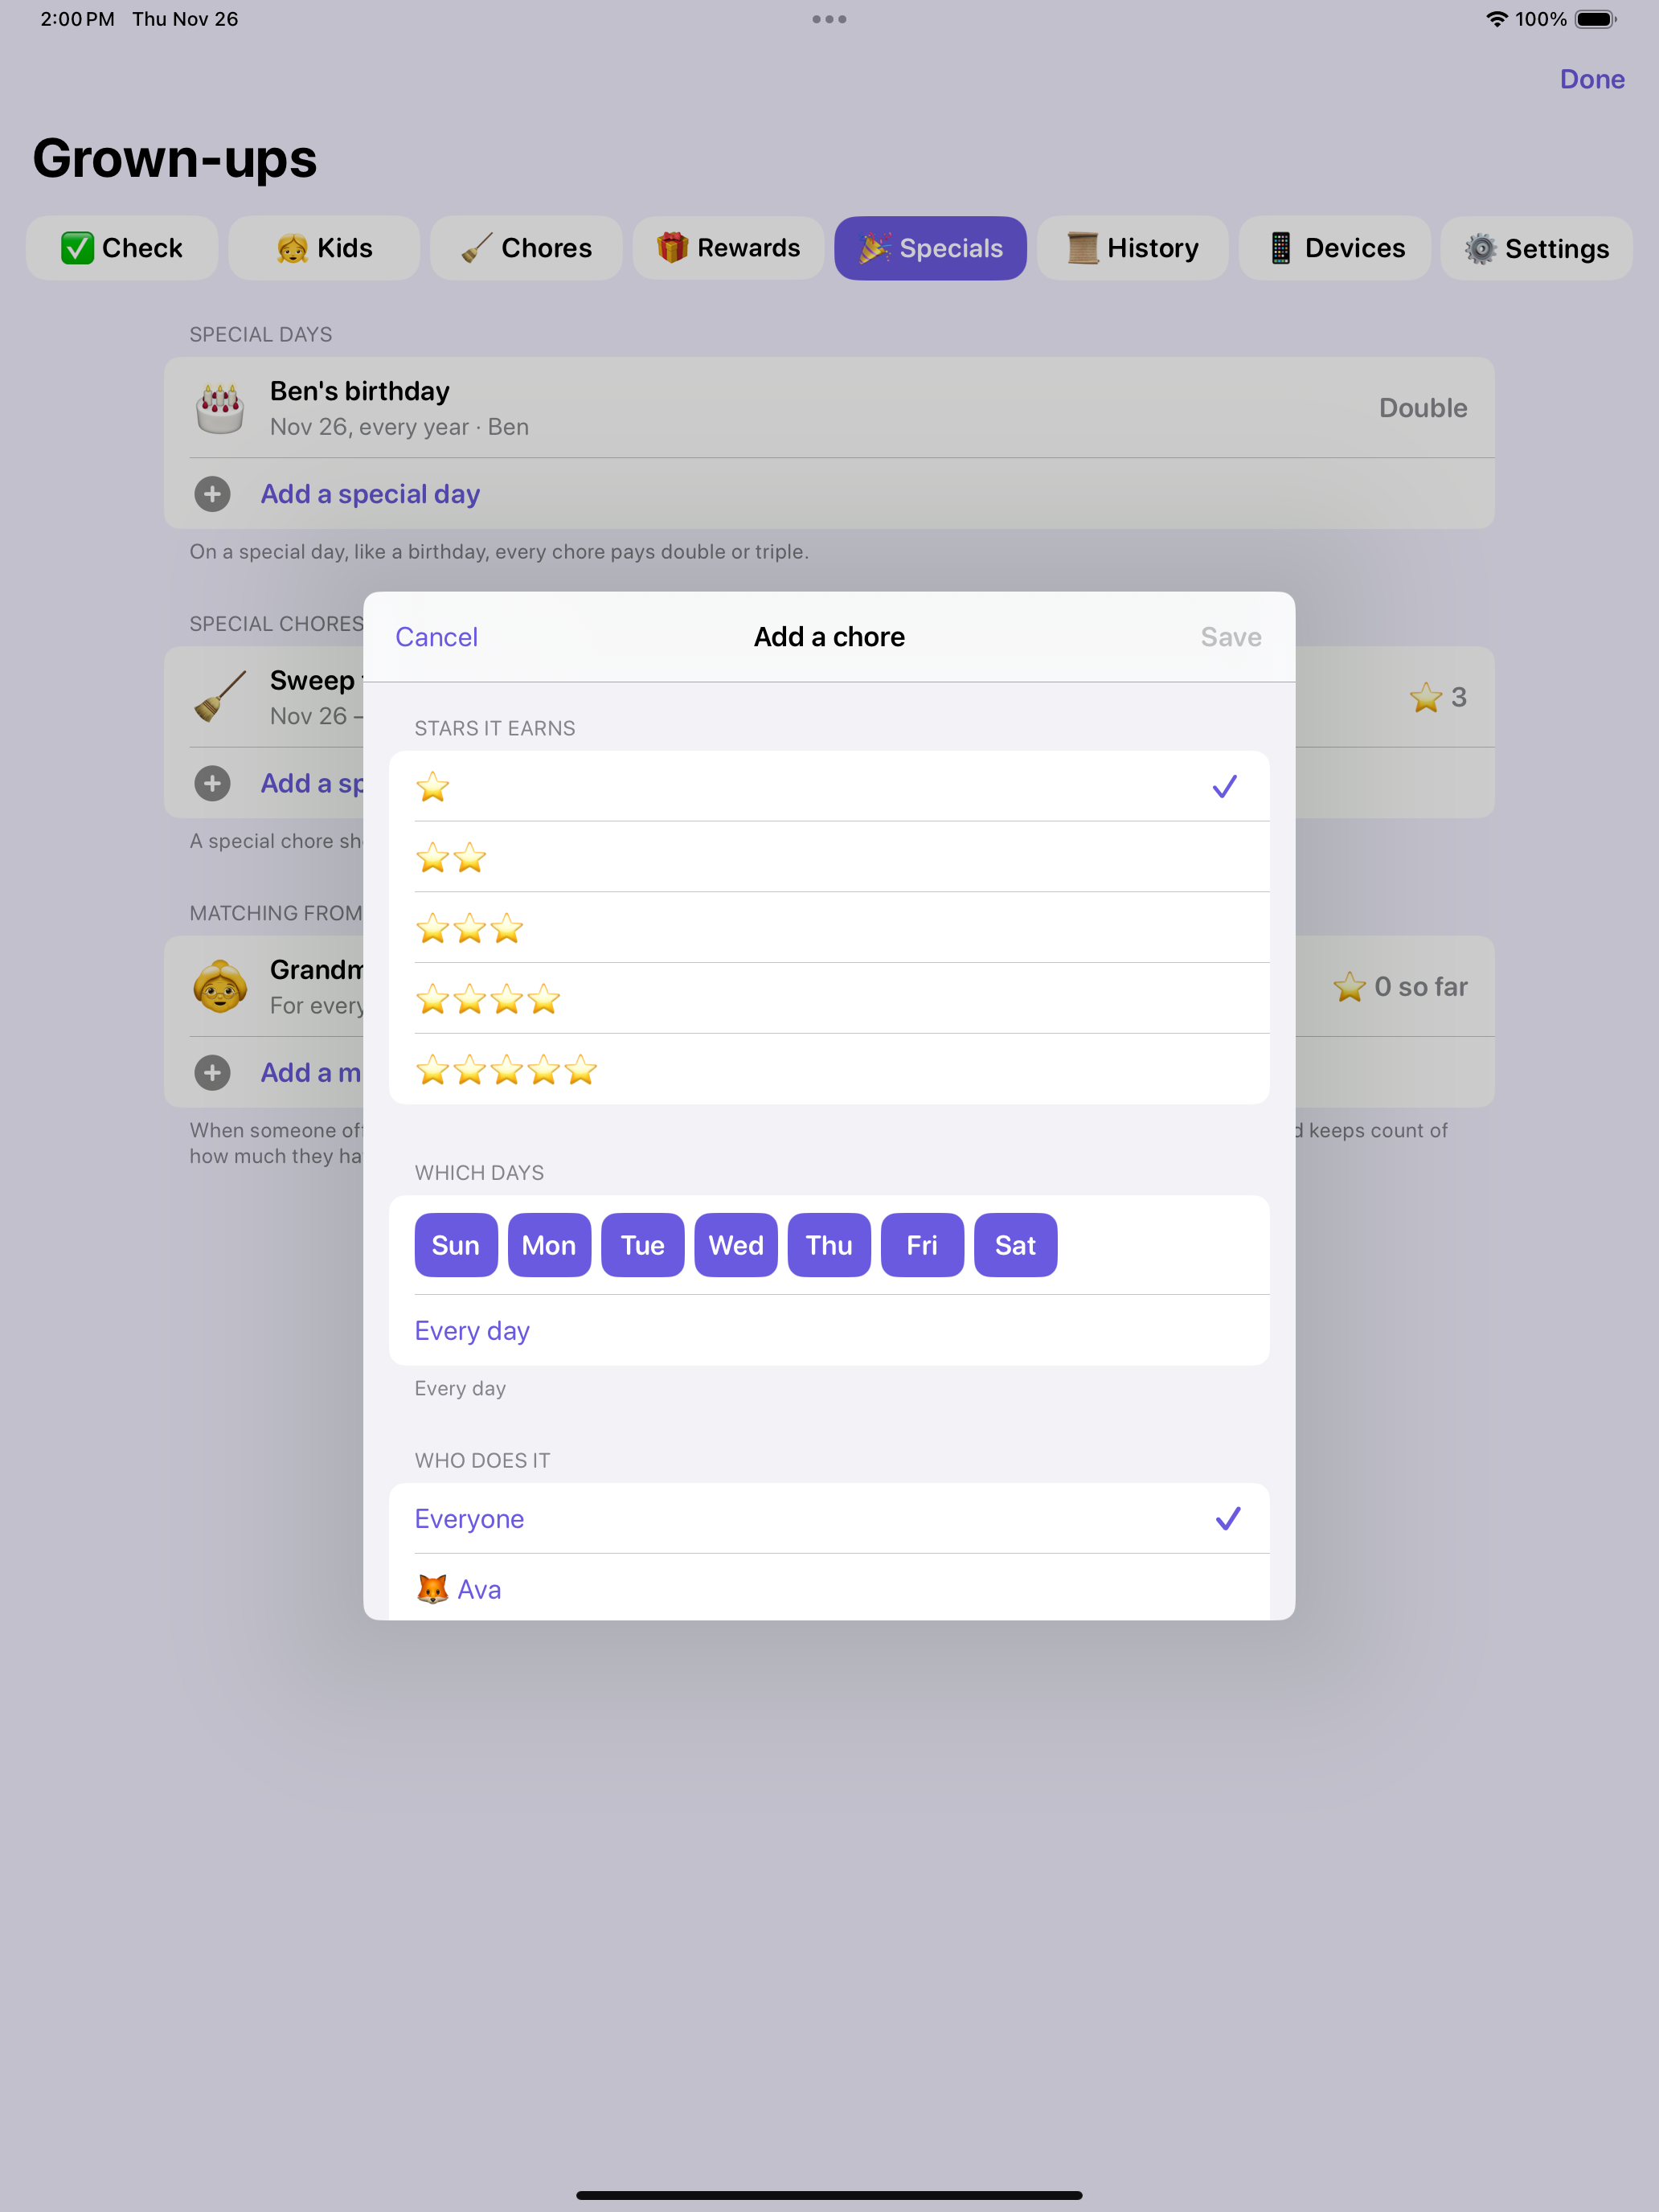 2:00 PM Thu Nov 26
100%
Done
Grown-ups
Check
Kids
Chores
Rewards
Specials
History
Devices
Settings
SPECIAL DAYS
Ben's birthday
Nov 26, every year · Ben
Double
Add a special day
On a special day, like a birthday, every chore pays double or triple.
SPECIAL CHORES
Sweep
Nov 26 –
3
Add a sp
A special chore sh
MATCHING FROM
Grandm
For every
0 so far
Add a m
When someone of
d keeps count of
how much they ha
Cancel
Add a chore
Save
STARS IT EARNS
WHICH DAYS
Sun Mon Tue Wed Thu Fri Sat
Every day
Every day
WHO DOES IT
Everyone
Ava